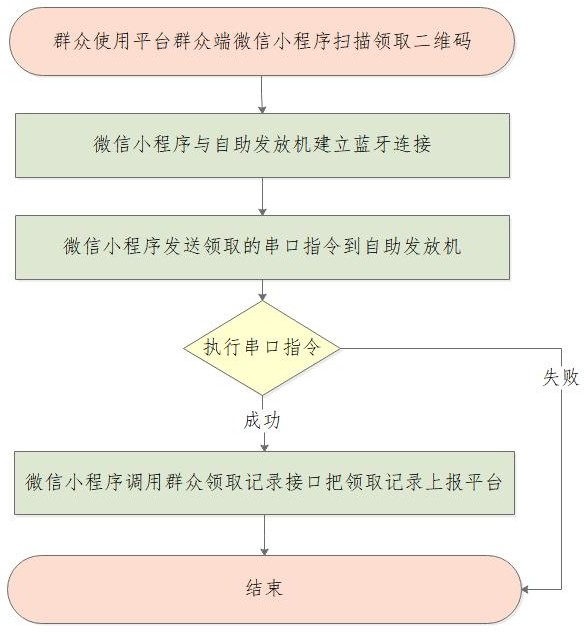 群众使用平台群众端微信小程序扫描领取二维码
微信小程序与自助发放机建立蓝牙连接
微信小程序发送领取的串口指令到自助发放机
执行串口指令
失败
成功
微信小程序调用群众领取记录接口把领取记录上报平台
结束